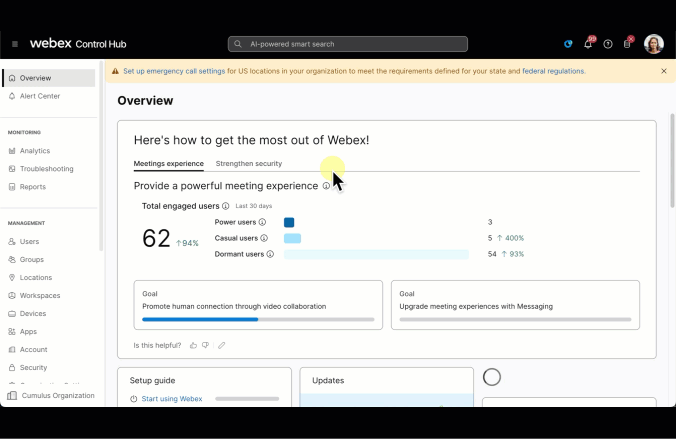 webex Control Hub
AI-powered smart search
99
Set up emergency call settings for US locations in your organization to meet the requirements defined for your state and federal regulations.
Overview
Alert Center
MONITORING
Analytics
Troubleshooting
Reports
MANAGEMENT
Users
Groups
Locations
Workspaces
Devices
Apps
Account
Security
Cumulus Organization
Overview
Here's how to get the most out of Webex!
Meetings experience Strengthen security
Provide a powerful meeting experience
Total engaged users Last 30 days
62 ↑94%
Power users 3
Casual users 5 ↑ 400%
Dormant users 54 ↑ 93%
Goal
Promote human connection through video collaboration
Goal
Upgrade meeting experiences with Messaging
Is this helpful?
Setup guide
Start using Webex
Updates